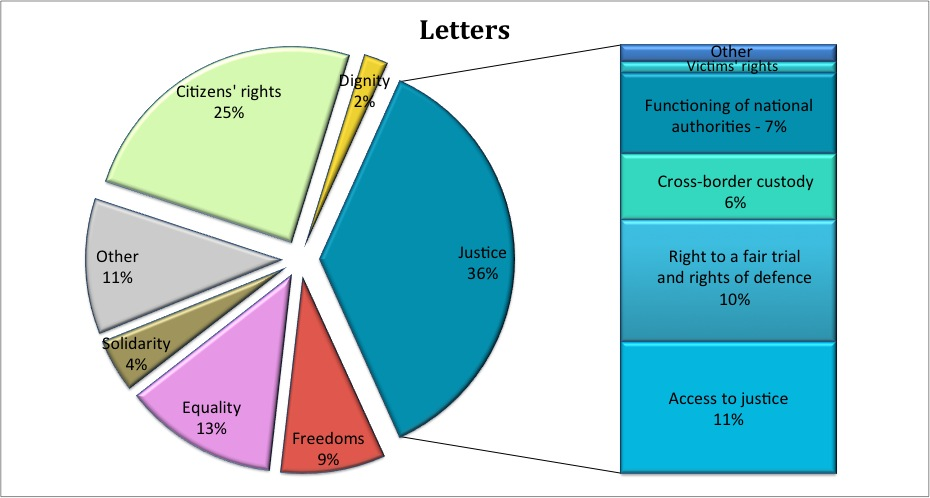 Letters
Citizens' rights
25%
Dignity
2%
Justice
36%
Other
11%
Solidarity
4%
Equality
13%
Freedoms
9%
Other
Victims' rights
Functioning of national
authorities - 7%
Cross-border custody
6%
Right to a fair trial
and rights of defence
10%
Access to justice
11%